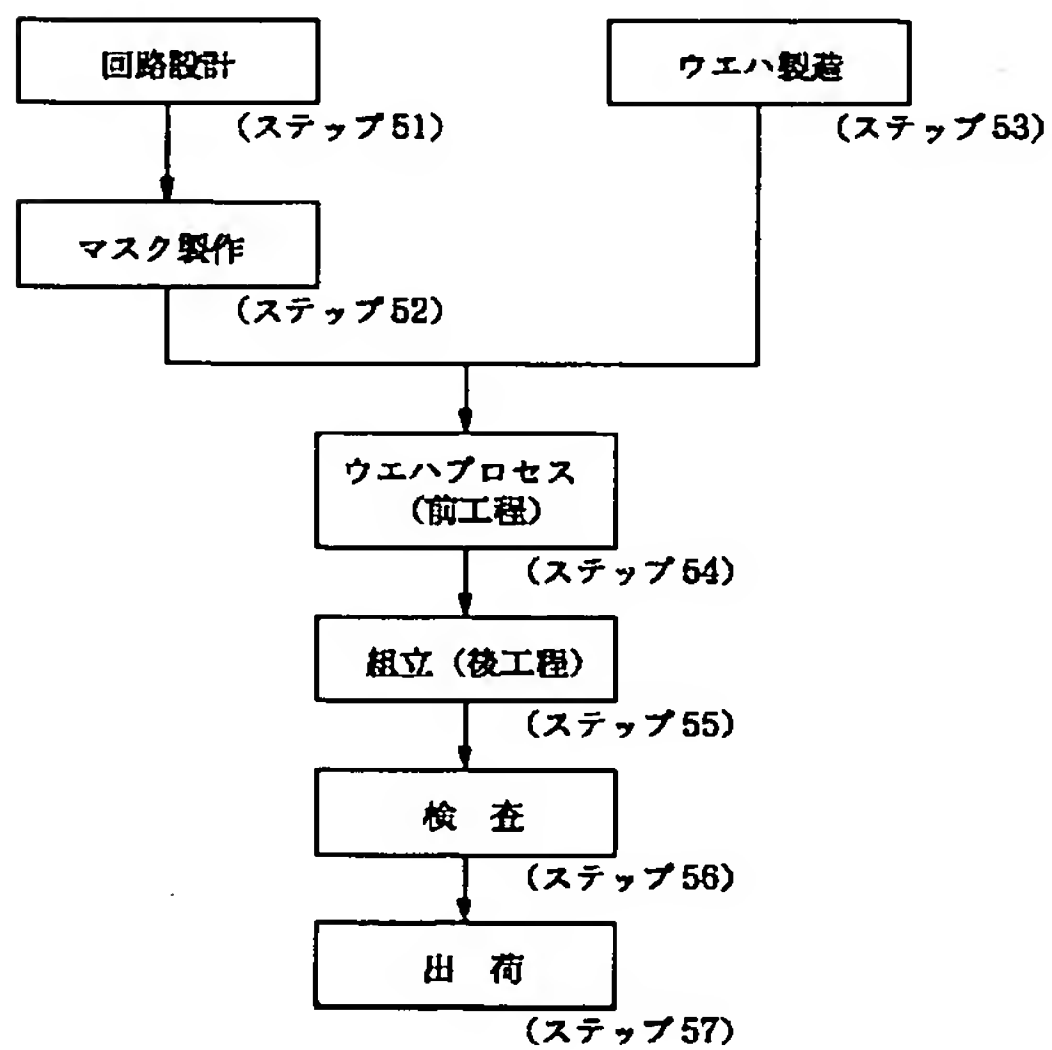 回路設計
(ステップ51)
ウエハ製造
(ステップ53)
マスク製作
(ステップ52)
ウエハプロセス
(前工程)
(ステップ54)
組立(後工程)
(ステップ55)
検 査
(ステップ56)
出 荷
(ステップ57)